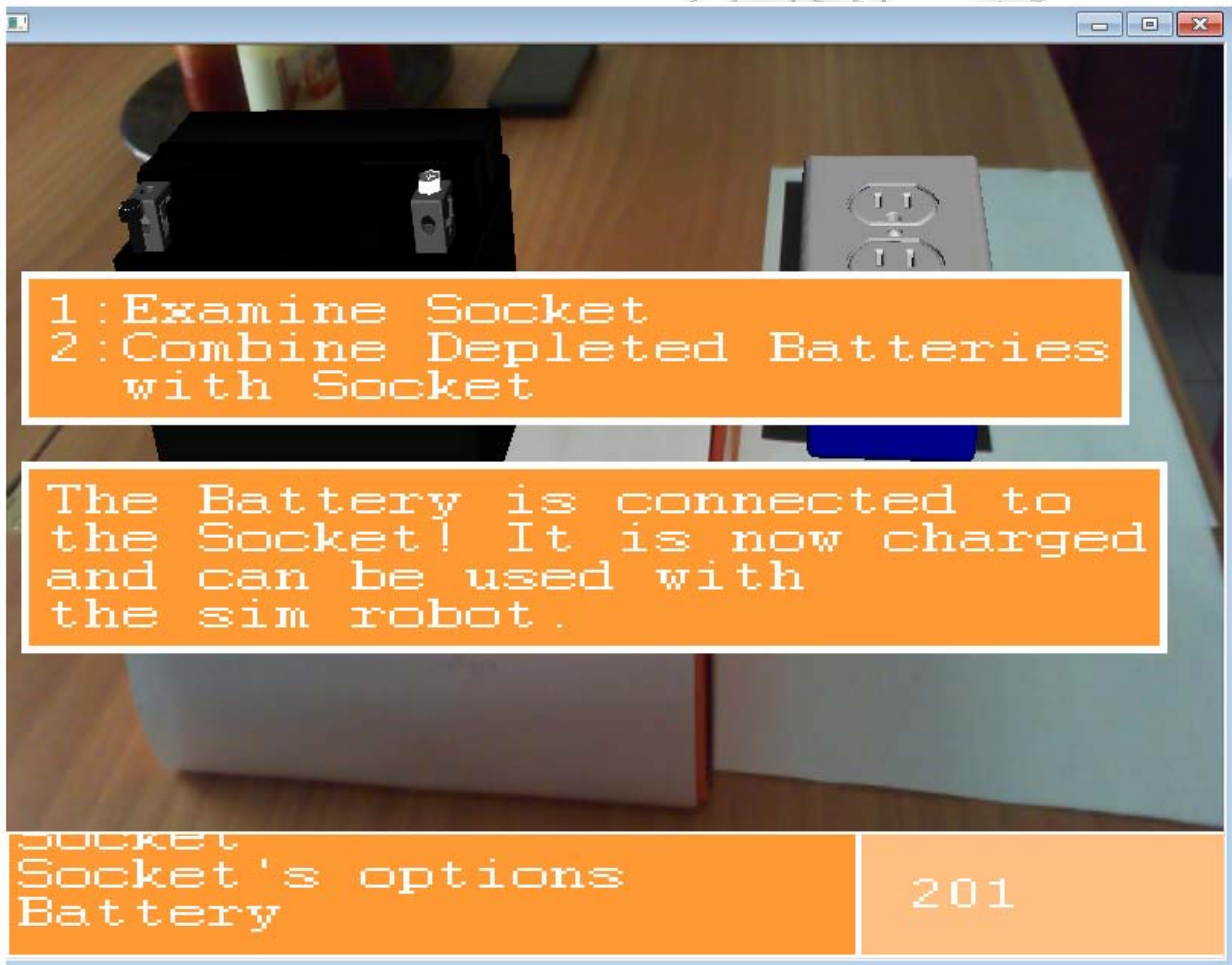 1:Examine Socket
2:Combine Depleted Batteries
with Socket
The Battery is connected to
the Socket! It is now charged
and can be used with
the sim robot.
Socket
Socket's options
Battery
201